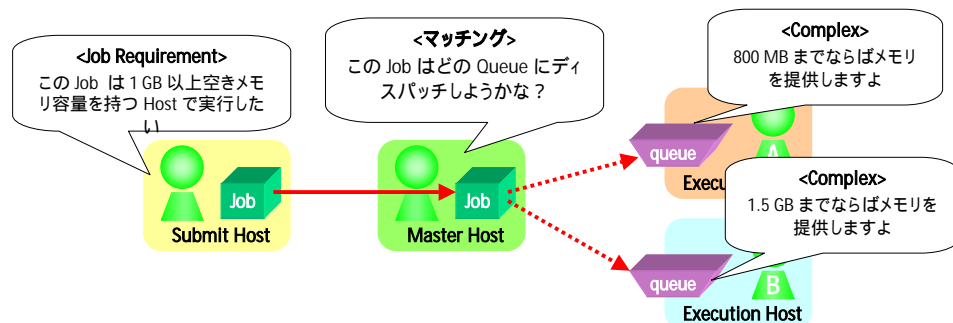 <Job Requirement>
この Job は 1 GB 以上空きメモ
リ容量を持つ Host で実行した
い
<マッチング>
この Job はどの Queue にディ
スパッチしようかな？
<Complex>
800 MB までならばメモリ
を提供しますよ
Job
Submit Host
Job
Master Host
queue
A
Execu
<Complex>
1.5 GB までならばメモリを
提供しますよ
queue
B
Execution Host